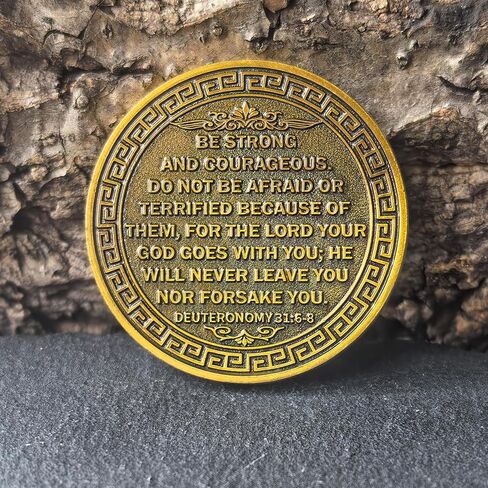 BE STRONG
AND COURAGEOUS.
DO NOT BE AFRAID OR
TERRIFIED BECAUSE OF
THEM, FOR THE LORD YOUR
GOD GOES WITH YOU; HE
WILL NEVER LEAVE YOU
NOR FORSAKE YOU.
DEUTERONOMY 31:6-8